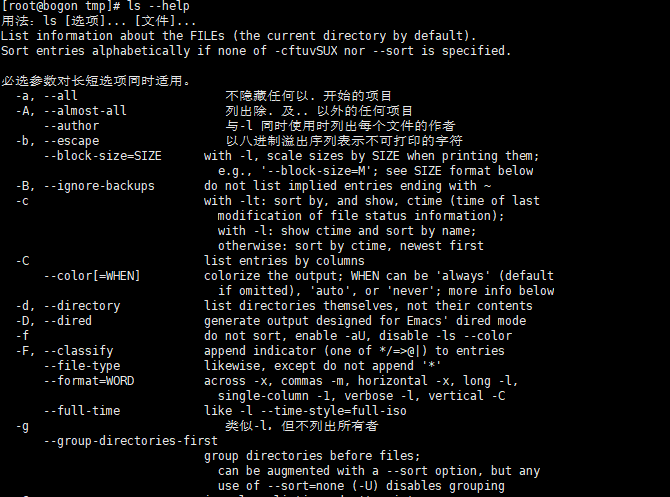 [root@bogon tmp]# ls --help
用法：ls [选项]... [文件]...
List information about the FILEs (the current directory by default).
Sort entries alphabetically if none of -cftuvSUX nor --sort is specified.
必选参数对长短选项同时适用。
-a, --all 不隐藏任何以. 开始的项目
-A, --almost-all 列出除. 及.. 以外的任何项目
--author 与-l 同时使用时列出每个文件的作者
-b, --escape 以八进制溢出序列表示不可打印的字符
--block-size=SIZE with -l, scale sizes by SIZE when printing them;
e.g., '--block-size=M'; see SIZE format below
-B, --ignore-backups do not list implied entries ending with ~
-c with -lt: sort by, and show, ctime (time of last
modification of file status information);
with -l: show ctime and sort by name;
otherwise: sort by ctime, newest first
-C list entries by columns
--color[=WHEN] colorize the output; WHEN can be 'always' (default
if omitted), 'auto', or 'never'; more info below
-d, --directory list directories themselves, not their contents
-D, --dired generate output designed for Emacs' dired mode
-f do not sort, enable -aU, disable -ls --color
-F, --classify append indicator (one of */=>@|) to entries
--file-type likewise, except do not append '*'
--format=WORD across -x, commas -m, horizontal -x, long -l,
single-column -1, verbose -l, vertical -C
--full-time like -l --time-style=full-iso
-g 类似-l，但不列出所有者
--group-directories-first
group directories before files;
can be augmented with a --sort option, but any
use of --sort=none (-U) disables grouping